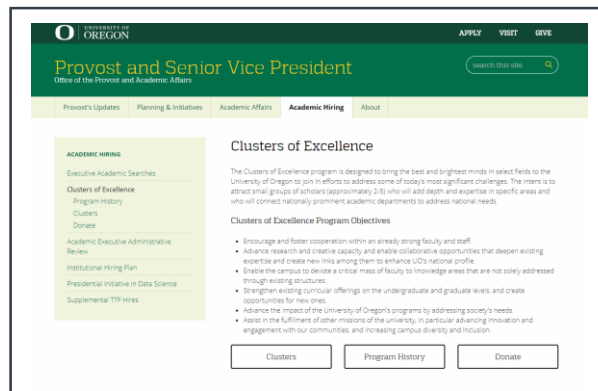 UNIVERSITY OF
OREGON
APPLY VISIT GIVE
Provost and Senior Vice President
Office of the Provost and Academic Affairs
search this site
Provost's Updates Planning & Initiatives Academic Affairs Academic Hiring About
ACADEMIC HIRING
Executive Academic Searches
Clusters of Excellence
Program History
Clusters
Donate
Academic Executive Administrative
Review
Institutional Hiring Plan
Presidential Initiative in Data Science
Supplemental TTF Hires
Clusters of Excellence
The Clusters of Excellence program is designed to bring the best and brightest minds in select fields to the
University of Oregon to join in efforts to address some of today's most significant challenges. The intent is to
attract small groups of scholars (approximately 2-5) who will add depth and expertise in specific areas and
who will connect nationally prominent academic departments to address national needs.
Clusters of Excellence Program Objectives
• Encourage and foster cooperation within an already strong faculty and staff.
• Advance research and creative capacity and enable collaborative opportunities that deepen existing
expertise and create new links among them to enhance UO's national profile.
• Enable the campus to devote a critical mass of faculty to knowledge areas that are not solely addressed
through existing structures.
• Strengthen existing curricular offerings on the undergraduate and graduate levels, and create
opportunities for new ones.
• Advance the impact of the University of Oregon's programs by addressing society's needs.
• Assist in the fulfillment of other missions of the university, in particular advancing innovation and
engagement with our communities, and increasing campus diversity and inclusion.
Clusters Program History Donate